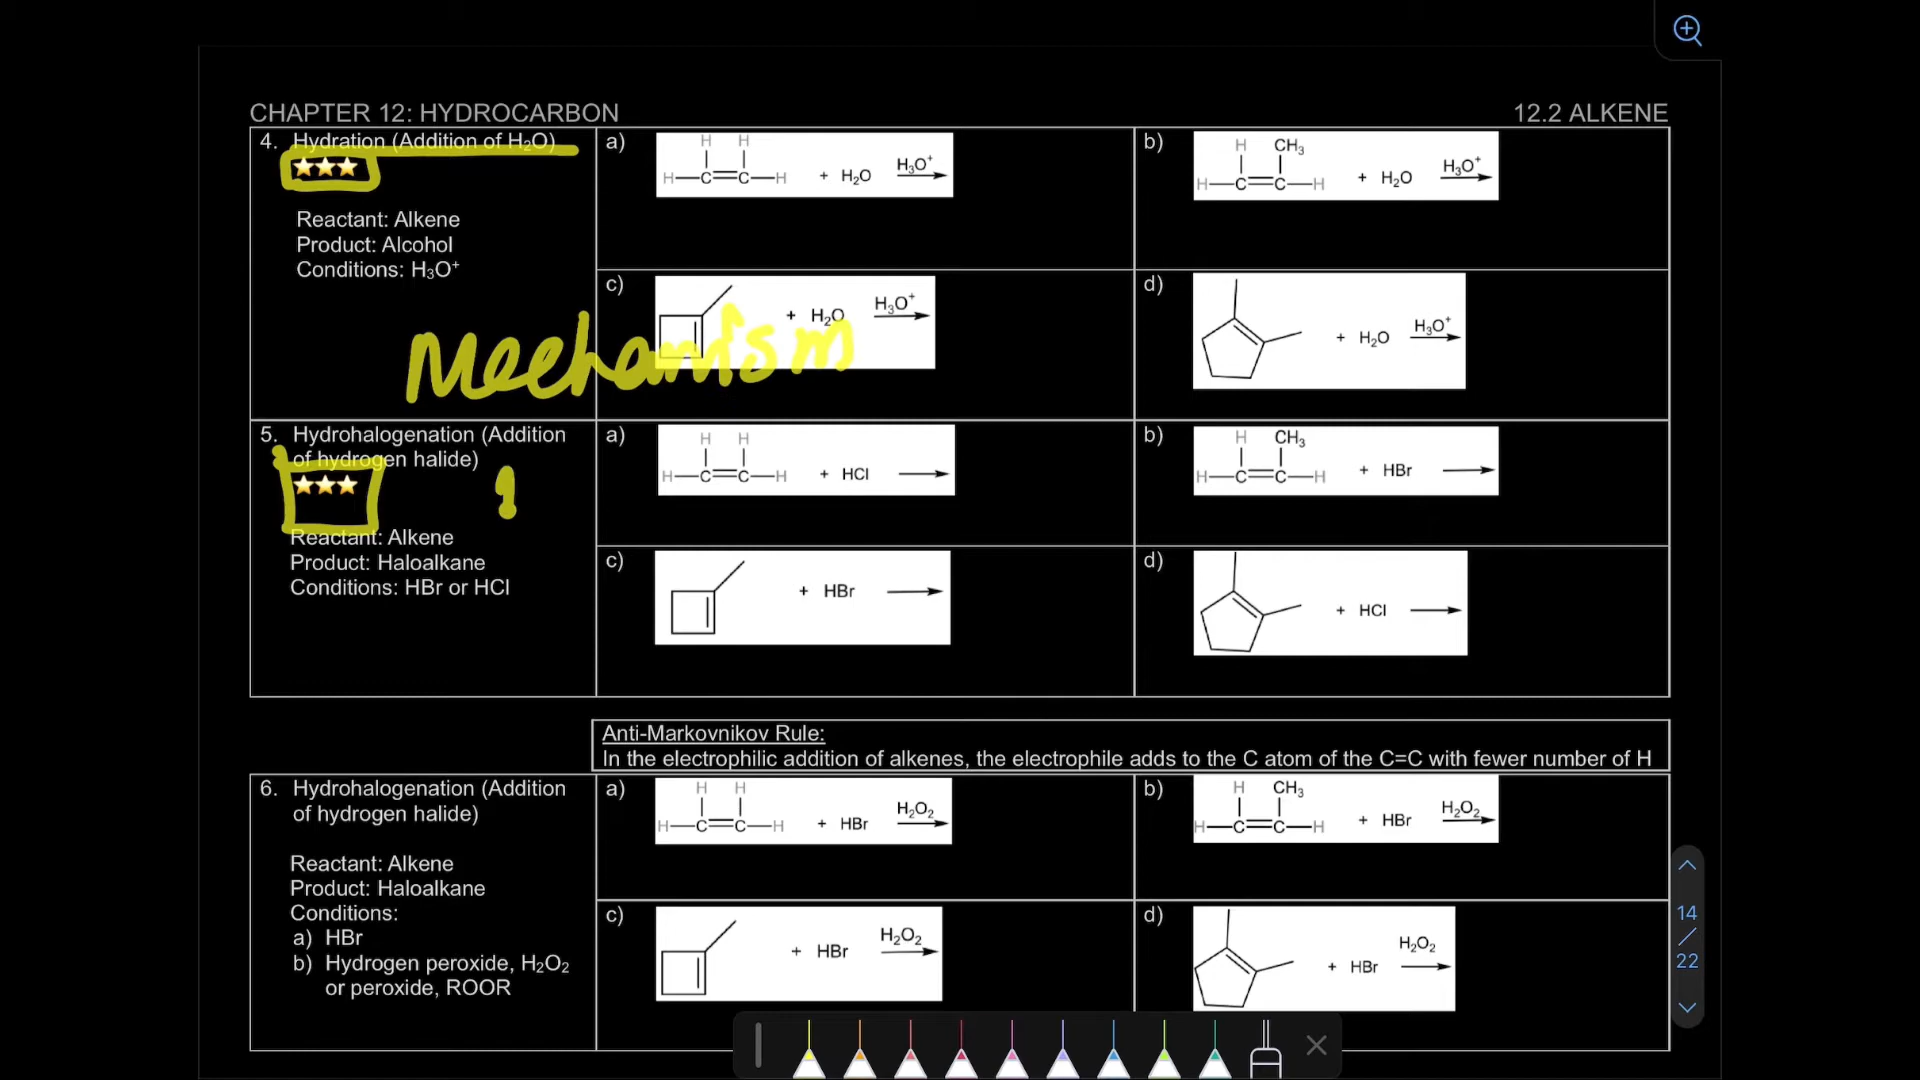 CHAPTER 12: HYDROCARBON
12.2 ALKENE
4. Hydration (Addition of H₂O)
Reactant: Alkene
Product: Alcohol
Conditions: H₃O⁺
a)
H H
H C C H + H₂O H₃O⁺
b)
H CH₃
H C C H + H₂O H₃O⁺
c)
+ H₂O H₃O⁺
d)
+ H₂O H₃O⁺
Mechanism
5. Hydrohalogenation (Addition
of hydrogen halide)
!
Reactant: Alkene
Product: Haloalkane
Conditions: HBr or HCl
a)
H H
H C C H + HCl
b)
H CH₃
H C C H + HBr
c)
+ HBr
d)
+ HCl
Anti-Markovnikov Rule:
In the electrophilic addition of alkenes, the electrophile adds to the C atom of the C=C with fewer number of H
6. Hydrohalogenation (Addition
of hydrogen halide)
Reactant: Alkene
Product: Haloalkane
Conditions:
a) HBr
b) Hydrogen peroxide, H₂O₂
or peroxide, ROOR
a)
H H
H C C H + HBr H₂O₂
b)
H CH₃
H C C H + HBr H₂O₂
c)
+ HBr H₂O₂
d)
+ HBr H₂O₂
14
/
22